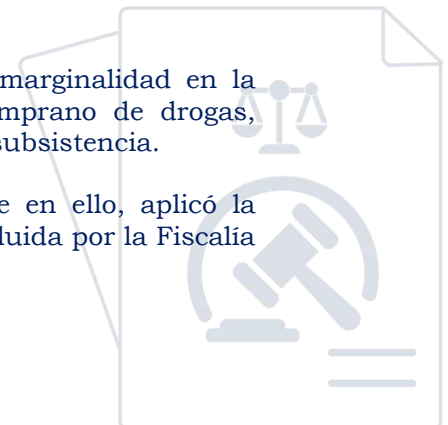 marginalidad en la
mprano de drogas,
subsistencia.
e en ello, aplicó la
luida por la Fiscalía